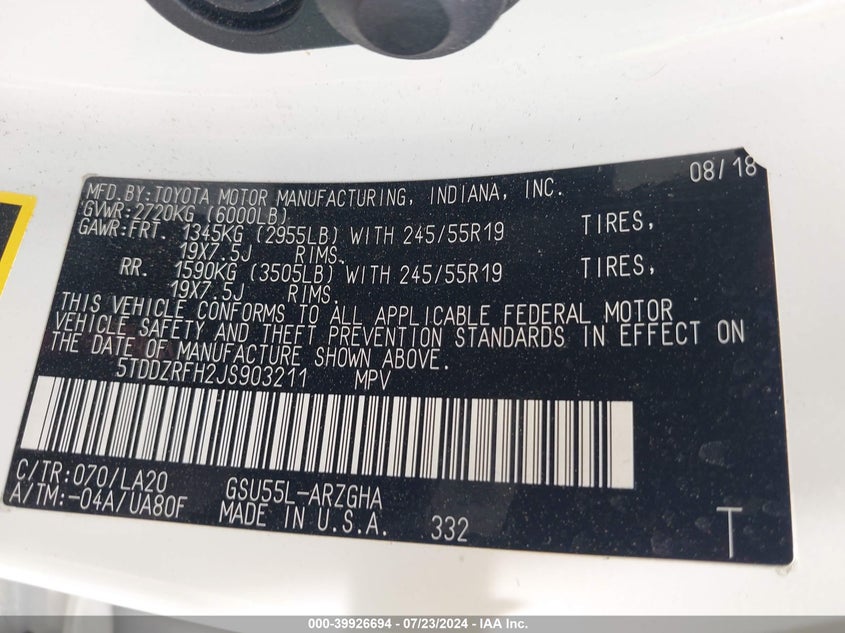 08/18
MFD.BY:TOYOTA MOTOR MANUFACTURING, INDIANA, INC.
GVWR:2720KG (6000LB)
GAWR:FRT. 1345KG (2955LB) WITH 245/55R19 TIRES,
19X7.5J RIMS.
RR. 1590KG (3505LB) WITH 245/55R19 TIRES,
19X7.5J RIMS.
THIS VEHICLE CONFORMS TO ALL APPLICABLE FEDERAL MOTOR
VEHICLE SAFETY AND THEFT PREVENTION STANDARDS IN EFFECT ON
THE DATE OF MANUFACTURE SHOWN ABOVE.
5TDDZRFH2JS903211 MPV
C/TR:070/LA20 GSU55L-ARZGHA
A/TM:-04A/UA80F MADE IN U.S.A. 332 T
000-39926694 - 07/23/2024 - IAA Inc.